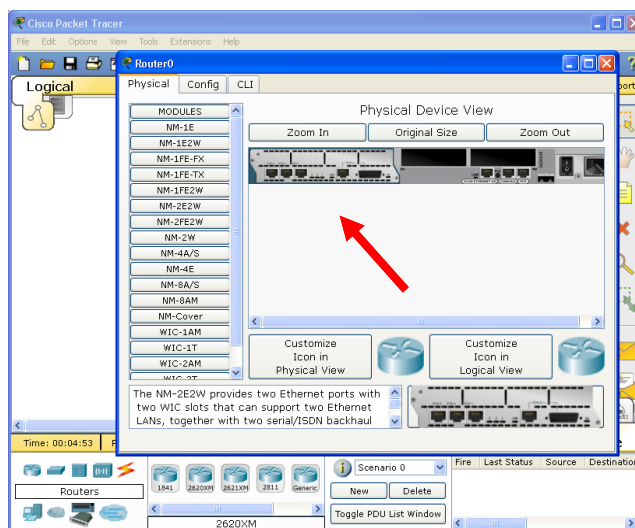 Cisco Packet Tracer
File Edit Options View Tools Extensions Help
Router0
Logical
Physical Config CLI
MODULES
NM-1E
NM-1E2W
NM-1FE-FX
NM-1FE-TX
NM-1FE2W
NM-2E2W
NM-2FE2W
NM-2W
NM-4A/S
NM-4E
NM-8A/S
NM-8AM
NM-Cover
WIC-1AM
WIC-1T
WIC-2AM
WIC-2T
Physical Device View
Zoom In Original Size Zoom Out
Customize
Icon in
Physical View
Customize
Icon in
Logical View
The NM-2E2W provides two Ethernet ports with
two WIC slots that can support two Ethernet
LANs, together with two serial/ISDN backhaul
Time: 00:04:53
Routers
1841 2620XM 2621XM 2811 Generic
2620XM
Scenario 0
New Delete
Toggle PDU List Window
Fire Last Status Source Destination